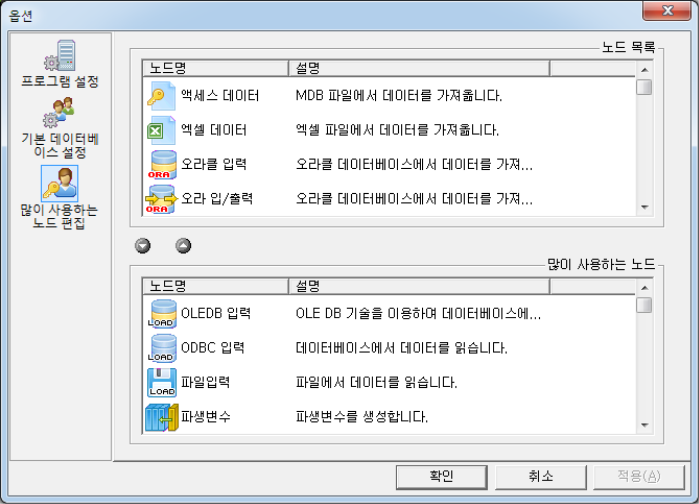 옵션
프로그램 설정
기본 데이터베
이스 설정
많이 사용하는
노드 편집
노드 목록
노드명 설명
액세스 데이터 MDB 파일에서 데이터를 가져옵니다.
엑셀 데이터 엑셀 파일에서 데이터를 가져옵니다.
ORA 오라클 입력 오라클 데이터베이스에서 데이터를 가져...
ORA 오라 입/출력 오라클 데이터베이스에서 데이터를 가져...
많이 사용하는 노드
노드명 설명
LOAD OLEDB 입력 OLE DB 기술을 이용하여 데이터베이스에...
LOAD ODBC 입력 데이터베이스에서 데이터를 읽습니다.
LOAD 파일입력 파일에서 데이터를 읽습니다.
파생변수 파생변수를 생성합니다.
확인 취소 적용(A)